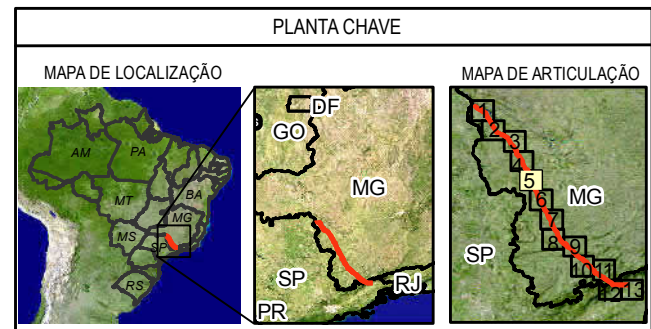 PLANTA CHAVE
MAPA DE LOCALIZAÇÃO
AM
PA
MT
BA
MG
MS
SP
RS
DF
GO
MG
SP
RJ
PR
MAPA DE ARTICULAÇÃO
1
2
3
4
5
6
MG
7
SP
8
9
10
11
12
13